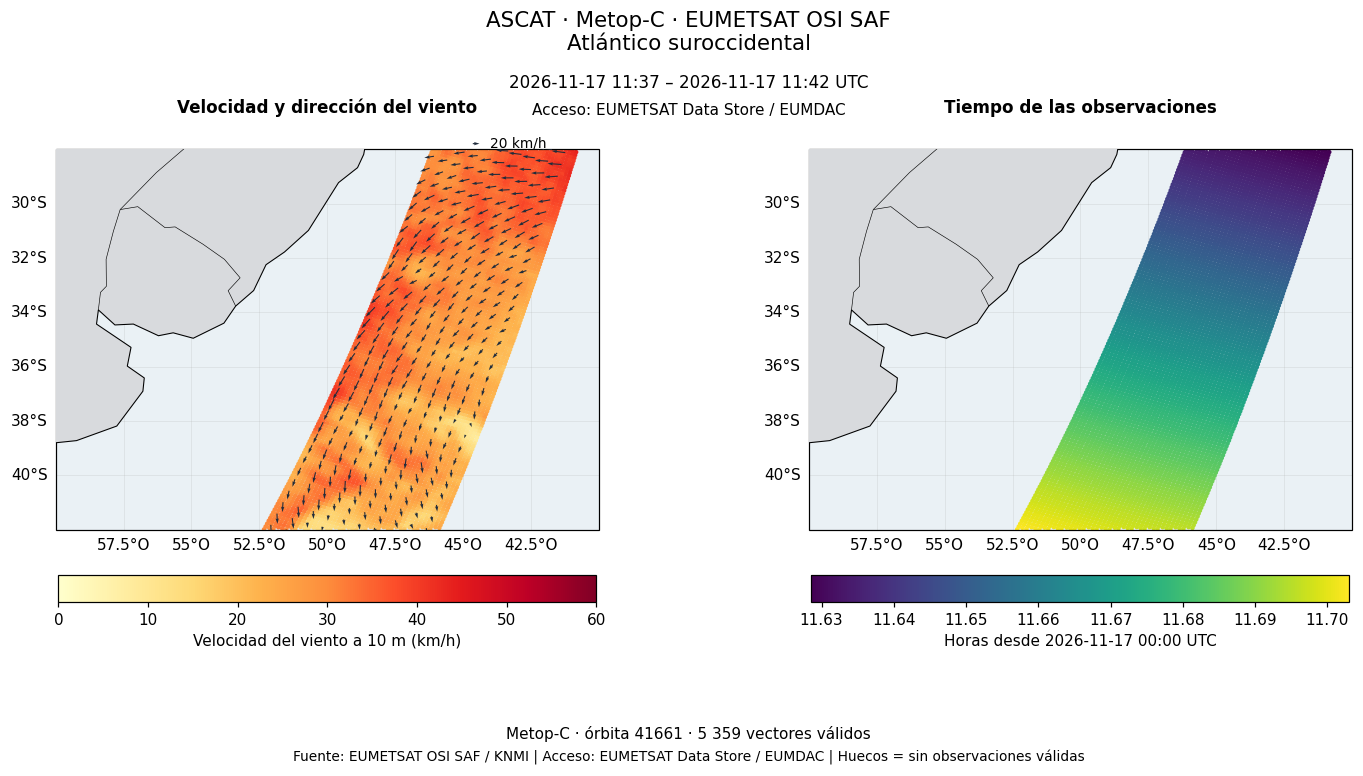 ASCAT · Metop-C · EUMETSAT OSI SAF
Atlántico suroccidental
2026-11-17 11:37 – 2026-11-17 11:42 UTC
Acceso: EUMETSAT Data Store / EUMDAC
Velocidad y dirección del viento
20 km/h
30°S
32°S
34°S
36°S
38°S
40°S
57.5°O 55°O 52.5°O 50°O 47.5°O 45°O 42.5°O
0 10 20 30 40 50 60
Velocidad del viento a 10 m (km/h)
Tiempo de las observaciones
30°S
32°S
34°S
36°S
38°S
40°S
57.5°O 55°O 52.5°O 50°O 47.5°O 45°O 42.5°O
11.63 11.64 11.65 11.66 11.67 11.68 11.69 11.70
Horas desde 2026-11-17 00:00 UTC
Metop-C · órbita 41661 · 5 359 vectores válidos
Fuente: EUMETSAT OSI SAF / KNMI | Acceso: EUMETSAT Data Store / EUMDAC | Huecos = sin observaciones válidas